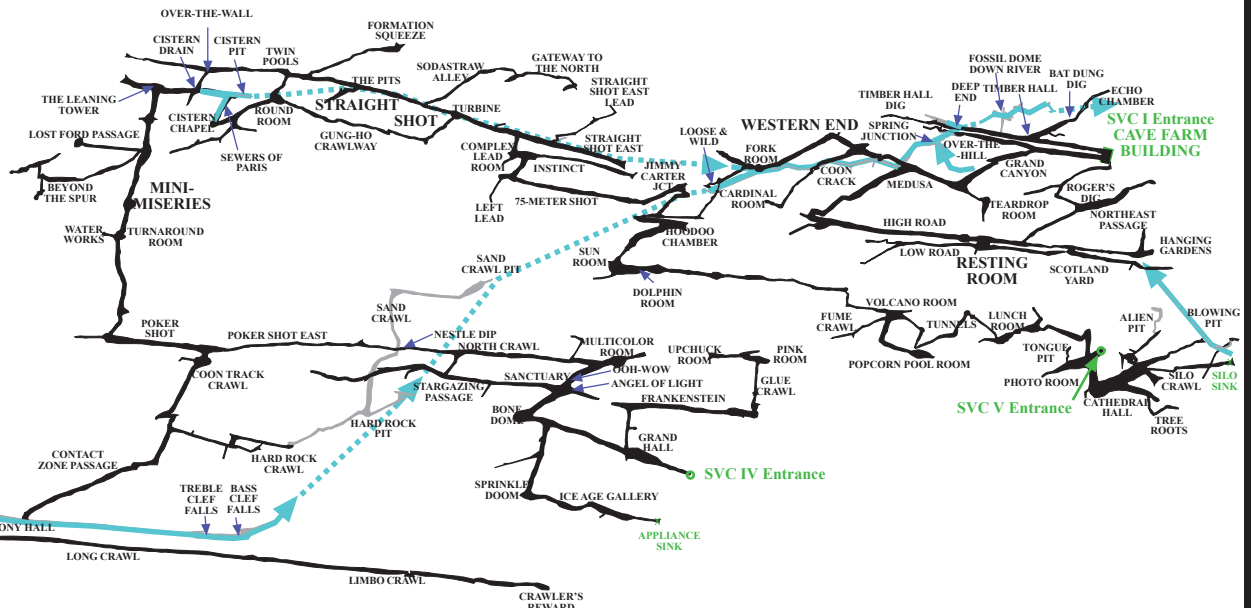 OVER-THE-WALL
CISTERN
DRAIN
CISTERN
PIT
TWIN
POOLS
FORMATION
SQUEEZE
SODASTRAW
ALLEY
GATEWAY TO
THE NORTH
STRAIGHT
SHOT EAST
LEAD
THE PITS
STRAIGHT
SHOT
TURBINE
THE LEANING
TOWER
CISTERN
CHAPEL
ROUND
ROOM
GUNG-HO
CRAWLWAY
SEWERS OF
PARIS
LOST FORD PASSAGE
BEYOND
THE SPUR
MINI-
MISERIES
WATER
WORKS
TURNAROUND
ROOM
COMPLEX
LEAD
ROOM
STRAIGHT
SHOT EAST
INSTINCT
JIMMY
CARTER
JCT
LEFT
LEAD
75-METER SHOT
LOOSE &
WILD
WESTERN END
FORK
ROOM
CARDINAL
ROOM
COON
CRACK
SPRING
JUNCTION
MEDUSA
TIMBER HALL
DIG
DEEP
END
FOSSIL DOME
DOWN RIVER
TIMBER HALL
BAT DUNG
DIG
ECHO
CHAMBER
SVC I Entrance
CAVE FARM
BUILDING
OVER-THE
-HILL
GRAND
CANYON
TEARDROP
ROOM
ROGER'S
DIG
NORTHEAST
PASSAGE
HIGH ROAD
LOW ROAD
RESTING
ROOM
SCOTLAND
YARD
HANGING
GARDENS
HOODOO
CHAMBER
SUN
ROOM
DOLPHIN
ROOM
SAND
CRAWL PIT
SAND
CRAWL
POKER
SHOT
POKER SHOT EAST
NESTLE DIP
NORTH CRAWL
COON TRACK
CRAWL
STARGAZING
PASSAGE
MULTICOLOR
ROOM
OOH-WOW
SANCTUARY
ANGEL OF LIGHT
UPCHUCK
ROOM
PINK
ROOM
GLUE
CRAWL
FRANKENSTEIN
BONE
DOME
GRAND
HALL
SVC IV Entrance
SPRINKLE
DOOM
ICE AGE GALLERY
APPLIANCE
SINK
FUME
CRAWL
VOLCANO ROOM
TUNNELS
POPCORN POOL ROOM
LUNCH
ROOM
TONGUE
PIT
PHOTO ROOM
SVC V Entrance
CATHEDRAL
HALL
ALIEN
PIT
BLOWING
PIT
SILO
CRAWL
SILO
SINK
TREE
ROOTS
HARD ROCK
PIT
HARD ROCK
CRAWL
CONTACT
ZONE PASSAGE
TREBLE
CLEF
FALLS
BASS
CLEF
FALLS
ONY HALL
LONG CRAWL
LIMBO CRAWL
CRAWLER'S
REWARD